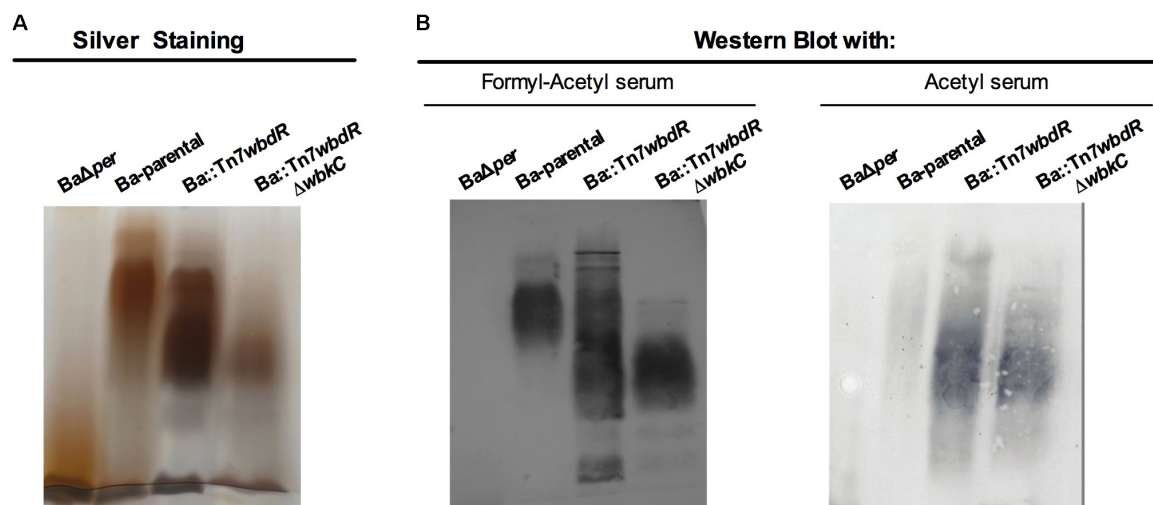 A
Silver Staining
BaΔper
Ba-parental
Ba::Tn7wbdR
Ba::Tn7wbdR
ΔwbkC
B
Western Blot with:
Formyl-Acetyl serum
BaΔper
Ba-parental
Ba::Tn7wbdR
Ba::Tn7wbdR
ΔwbkC
Acetyl serum
BaΔper
Ba-parental
Ba::Tn7wbdR
Ba::Tn7wbdR
ΔwbkC